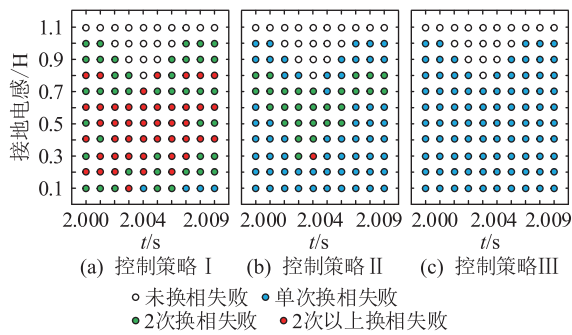 接地电感/H
1.1
0.9
0.7
0.5
0.3
0.1
2.000 2.004 2.009 2.000 2.004 2.009 2.000 2.004 2.009
t/s t/s t/s
(a) 控制策略Ⅰ (b) 控制策略Ⅱ (c) 控制策略Ⅲ
未换相失败 单次换相失败
2次换相失败 2次以上换相失败